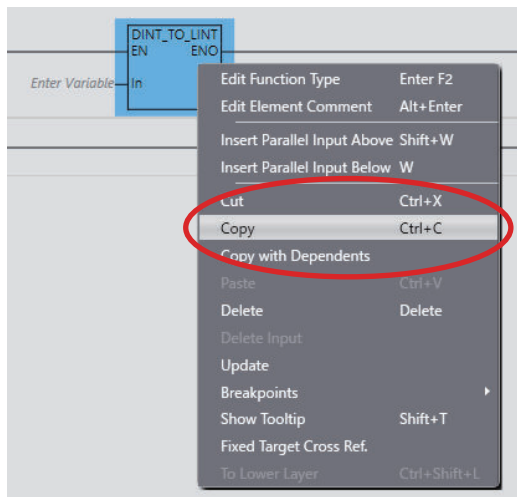 DINT_TO_LINT
EN ENO
Enter Variable In
Edit Function Type Enter F2
Edit Element Comment Alt+Enter
Insert Parallel Input Above Shift+W
Insert Parallel Input Below W
Cut Ctrl+X
Copy Ctrl+C
Copy with Dependents
Paste Ctrl+V
Delete Delete
Delete Input
Update
Breakpoints
Show Tooltip Shift+T
Fixed Target Cross Ref.
To Lower Layer Ctrl+Shift+L